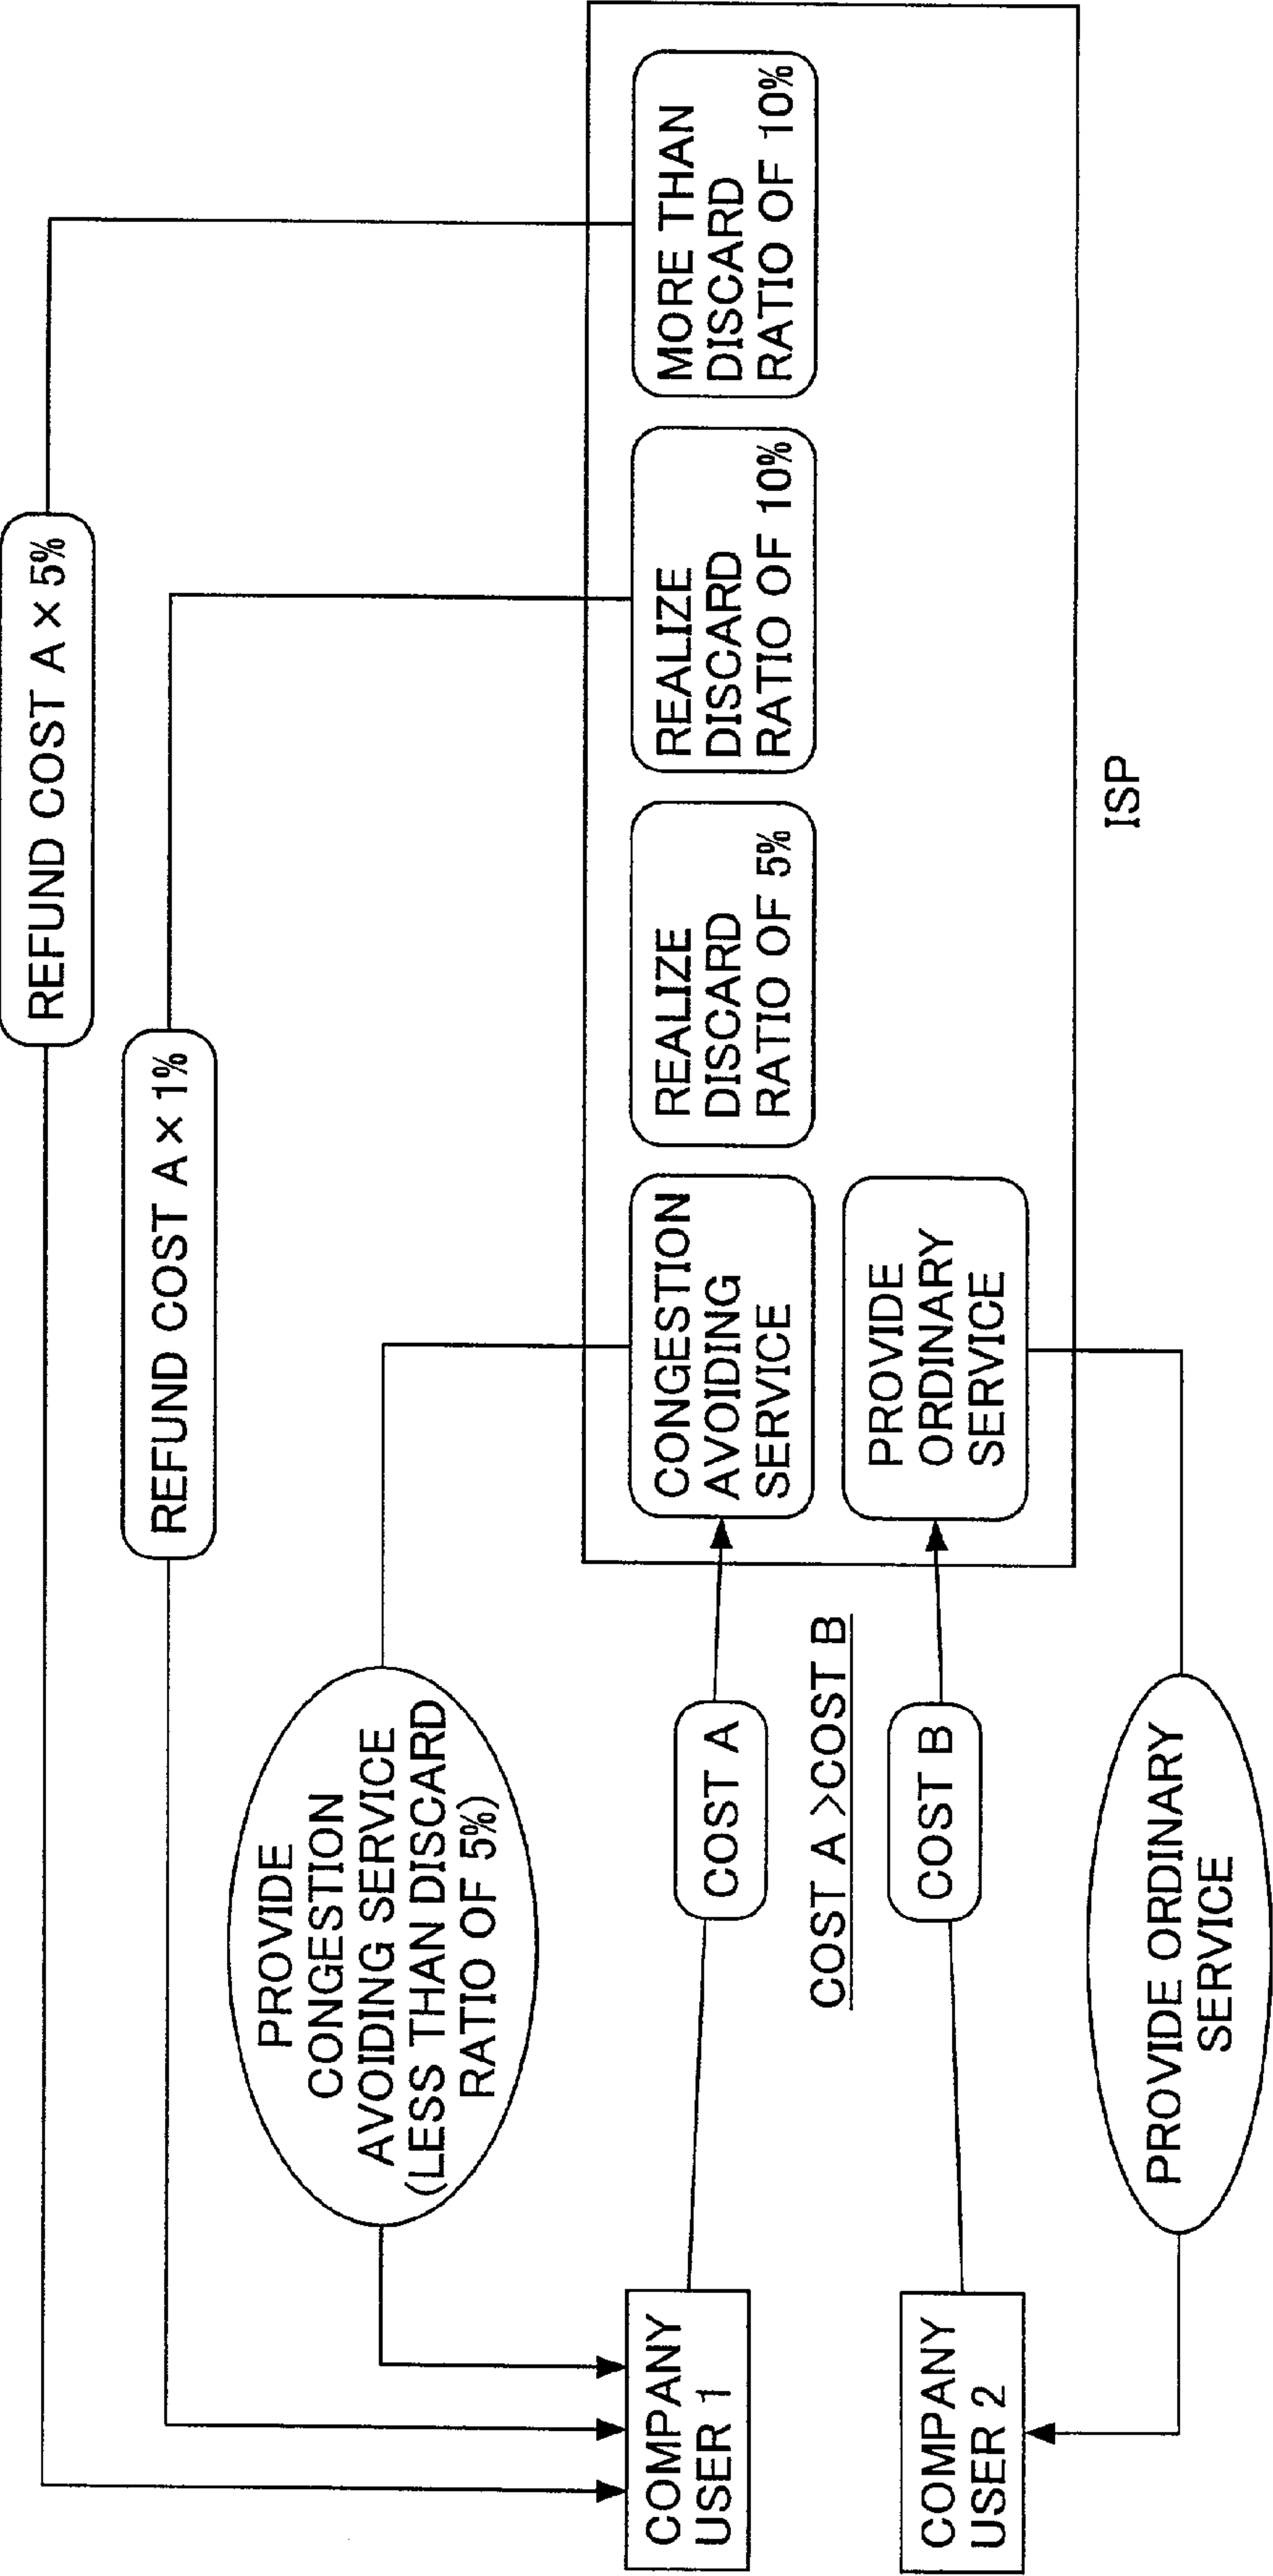 REFUND COST A × 5%
REFUND COST A × 1%
PROVIDE
CONGESTION
AVOIDING SERVICE
(LESS THAN DISCARD
RATIO OF 5%)
COMPANY
USER 1
COST A
CONGESTION
AVOIDING
SERVICE
REALIZE
DISCARD
RATIO OF 5%
REALIZE
DISCARD
RATIO OF 10%
MORE THAN
DISCARD
RATIO OF 10%
COST A >COST B
COMPANY
USER 2
COST B
PROVIDE
ORDINARY
SERVICE
ISP
PROVIDE ORDINARY
SERVICE